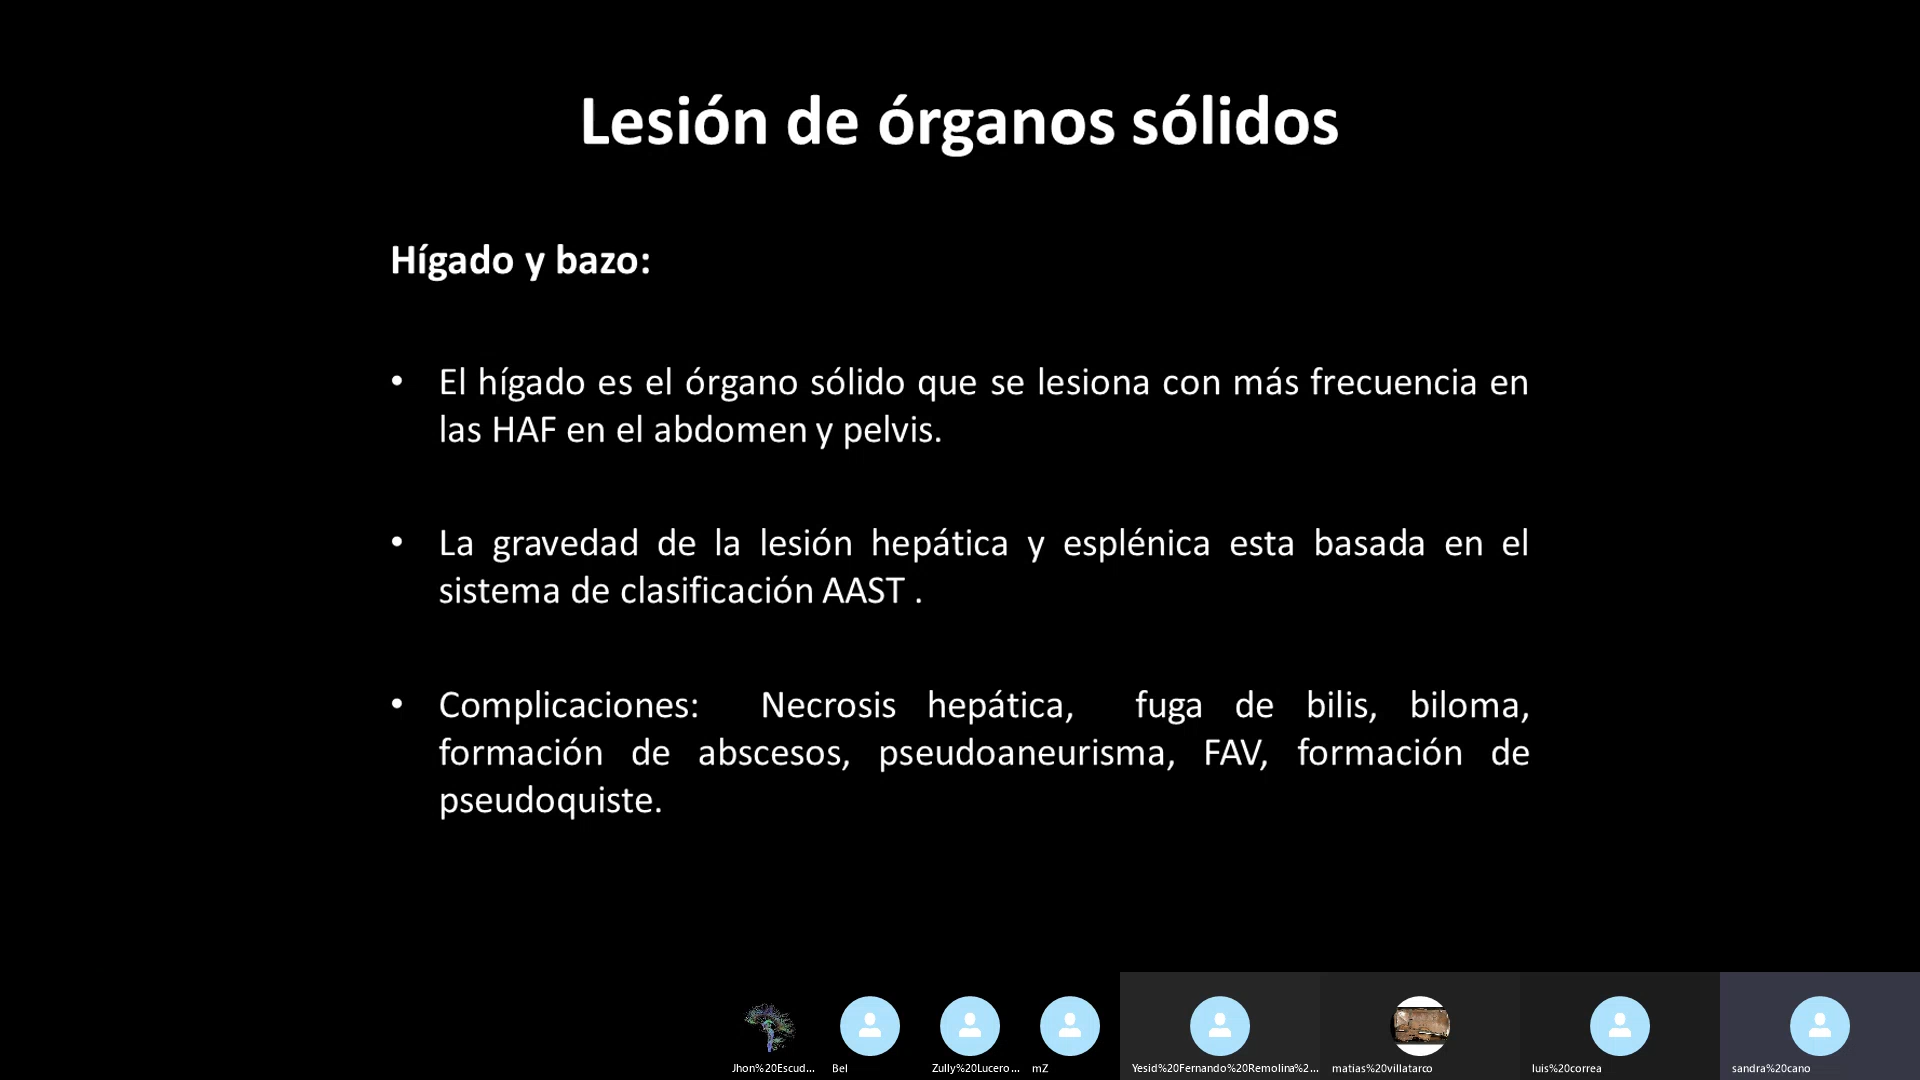 Lesión de órganos sólidos
Hígado y bazo:
• El hígado es el órgano sólido que se lesiona con más frecuencia en
las HAF en el abdomen y pelvis.
• La gravedad de la lesión hepática y esplénica esta basada en el
sistema de clasificación AAST .
• Complicaciones: Necrosis hepática, fuga de bilis, biloma,
formación de abscesos, pseudoaneurisma, FAV, formación de
pseudoquiste.
Jhon%20Escud... Bel Zully%20Lucero... mZ Yesid%20Fernando%20Remolina%2... matias%20villatarco luis%20correa sandra%20cano